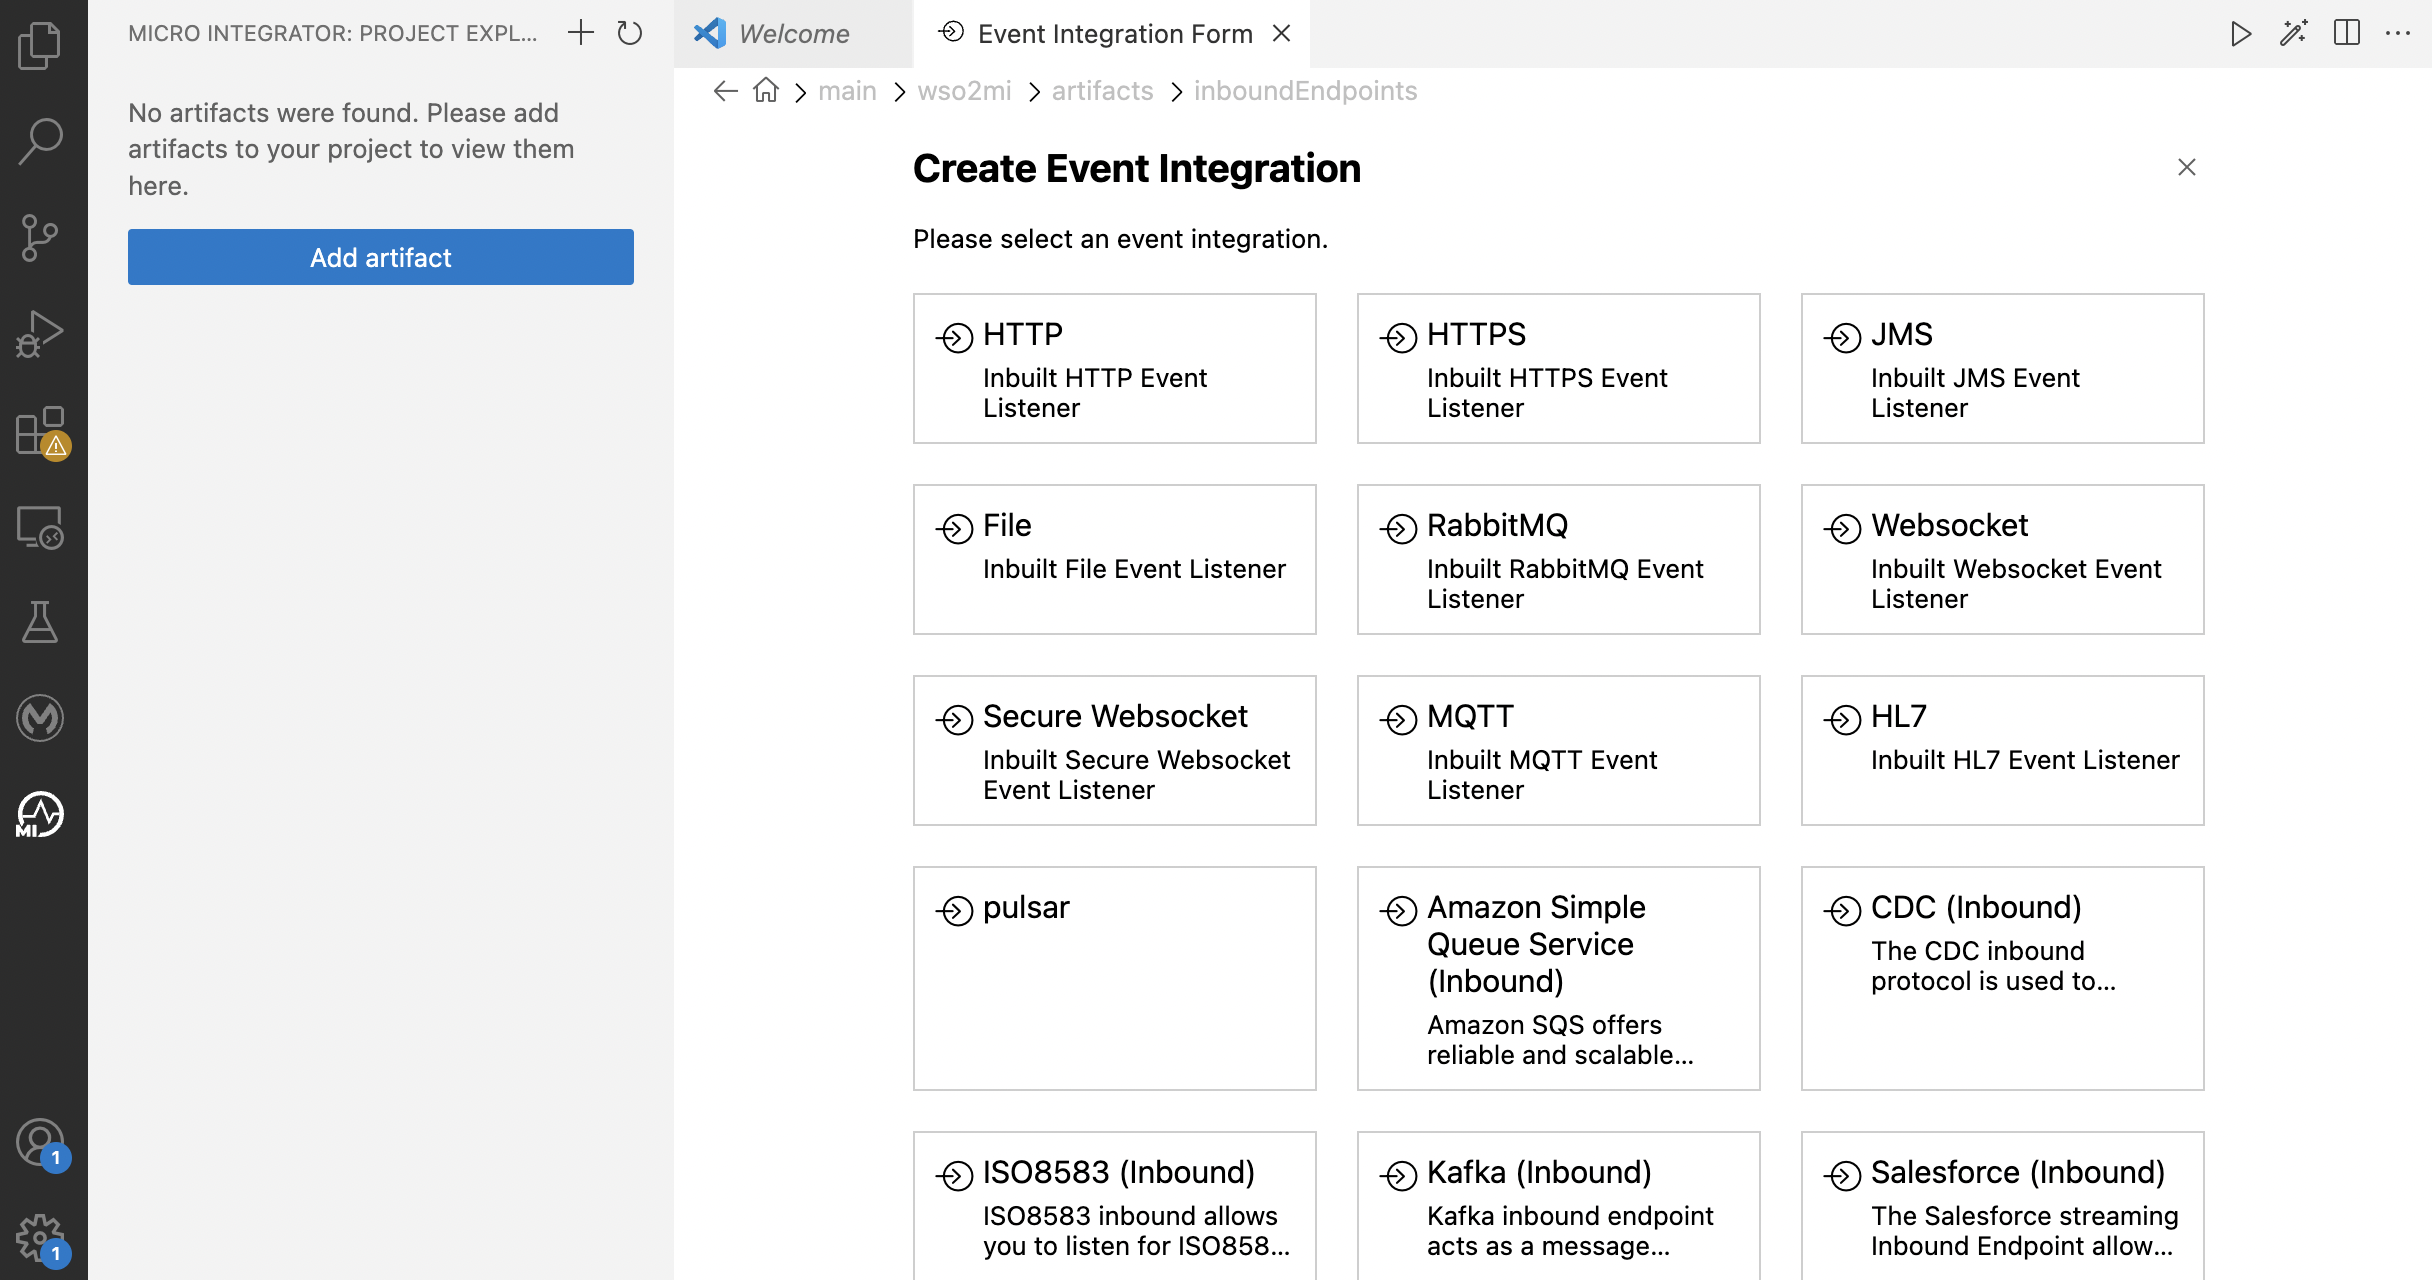 MICRO INTEGRATOR: PROJECT EXPL...
No artifacts were found. Please add
artifacts to your project to view them
here.
Add artifact
MI
1
1
Welcome
Event Integration Form
main
wso2mi
artifacts
inboundEndpoints
Create Event Integration
Please select an event integration.
HTTP
Inbuilt HTTP Event
Listener
HTTPS
Inbuilt HTTPS Event
Listener
JMS
Inbuilt JMS Event
Listener
File
Inbuilt File Event Listener
RabbitMQ
Inbuilt RabbitMQ Event
Listener
Websocket
Inbuilt Websocket Event
Listener
Secure Websocket
Inbuilt Secure Websocket
Event Listener
MQTT
Inbuilt MQTT Event
Listener
HL7
Inbuilt HL7 Event Listener
pulsar
Amazon Simple
Queue Service
(Inbound)
Amazon SQS offers
reliable and scalable...
CDC (Inbound)
The CDC inbound
protocol is used to...
ISO8583 (Inbound)
ISO8583 inbound allows
you to listen for ISO858...
Kafka (Inbound)
Kafka inbound endpoint
acts as a message...
Salesforce (Inbound)
The Salesforce streaming
Inbound Endpoint allow...